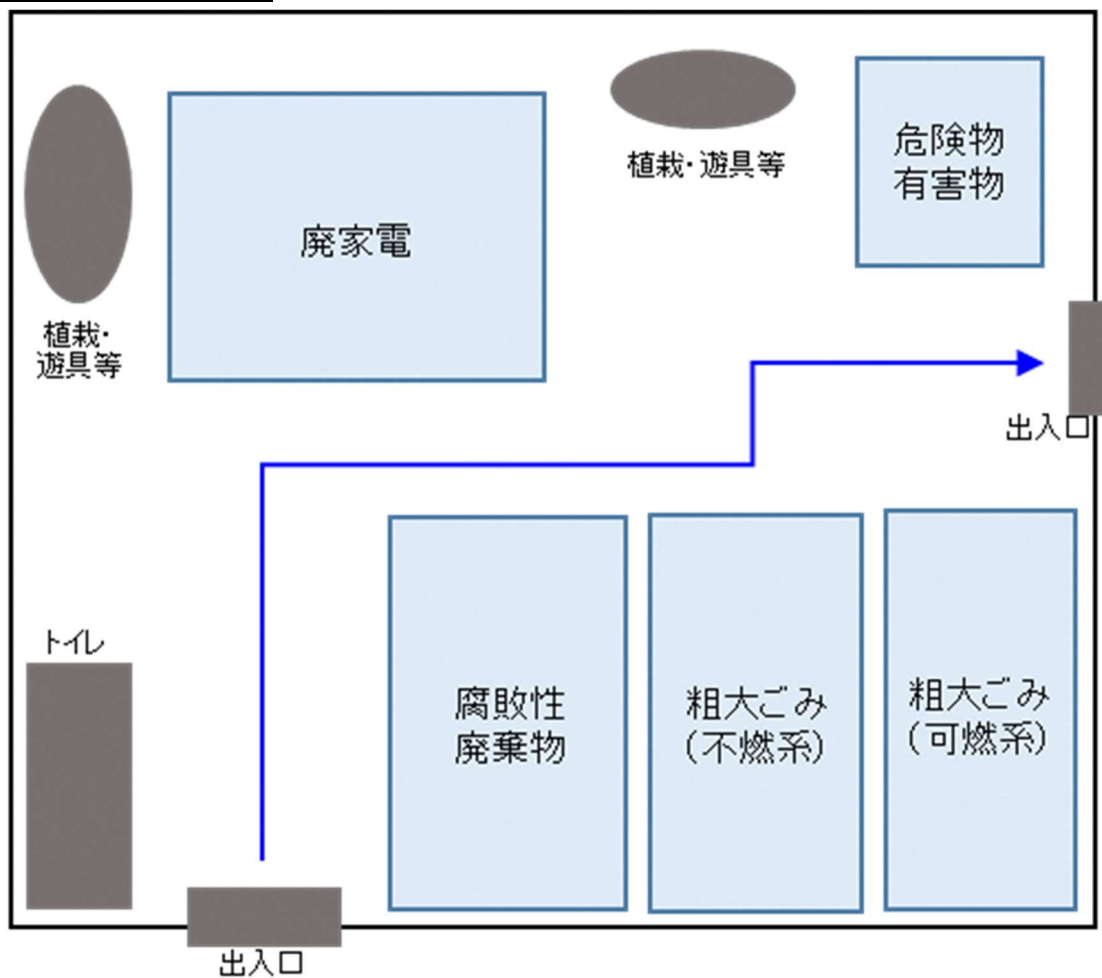 植栽・遊具等
危険物
有害物
廃家電
植栽・
遊具等
出入口
トイレ
腐敗性
廃棄物
粗大ごみ
(不燃系)
粗大ごみ
(可燃系)
出入口